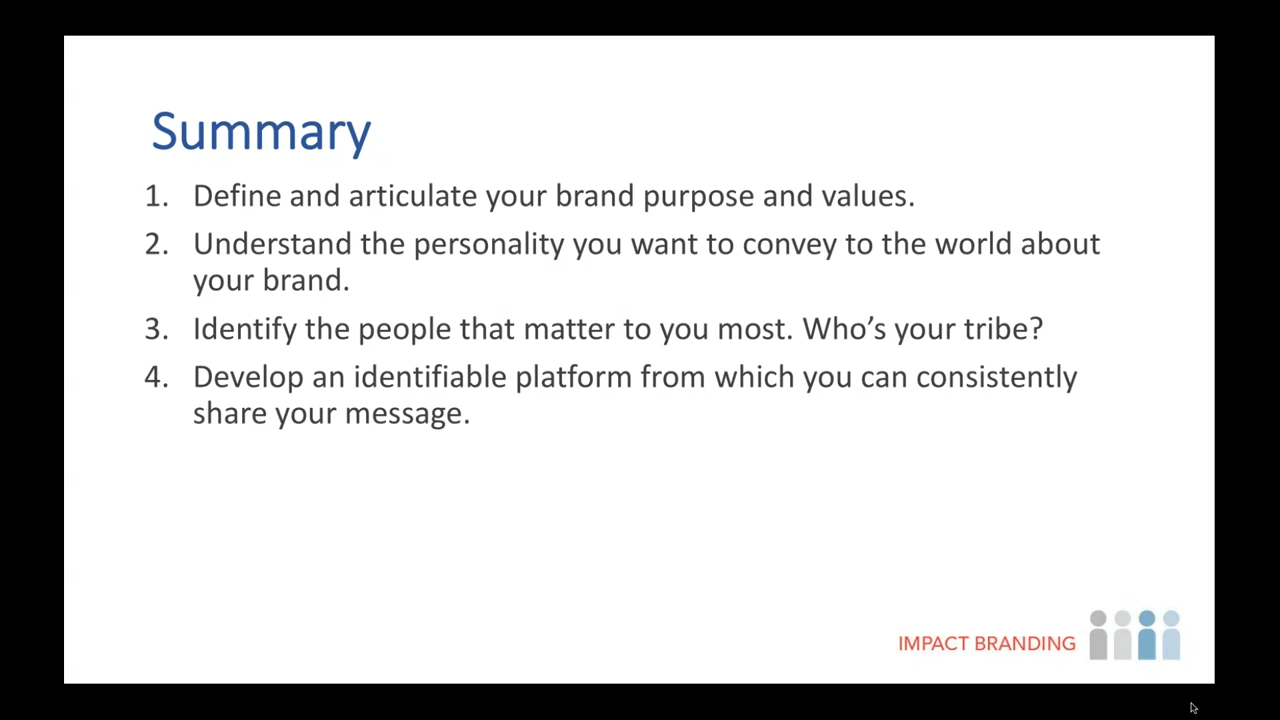 Summary
1. Define and articulate your brand purpose and values.
2. Understand the personality you want to convey to the world about
your brand.
3. Identify the people that matter to you most. Who’s your tribe?
4. Develop an identifiable platform from which you can consistently
share your message.
IMPACT BRANDING